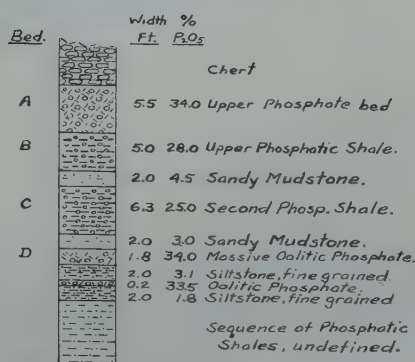 Width %
Bed. Ft. P₂O₅
Chert
A 5.5 34.0 Upper Phosphate bed
B 5.0 28.0 Upper Phosphatic Shale.
2.0 4.5 Sandy Mudstone.
C 6.3 25.0 Second Phosp. Shale.
2.0 3.0 Sandy Mudstone.
D 1.8 34.0 Massive Oolitic Phosphate.
2.0 3.1 Siltstone, fine grained.
0.2 33.5 Oolitic Phosphate.
2.0 1.8 Siltstone, fine grained
Sequence of Phosphatic
Shales, undefined.